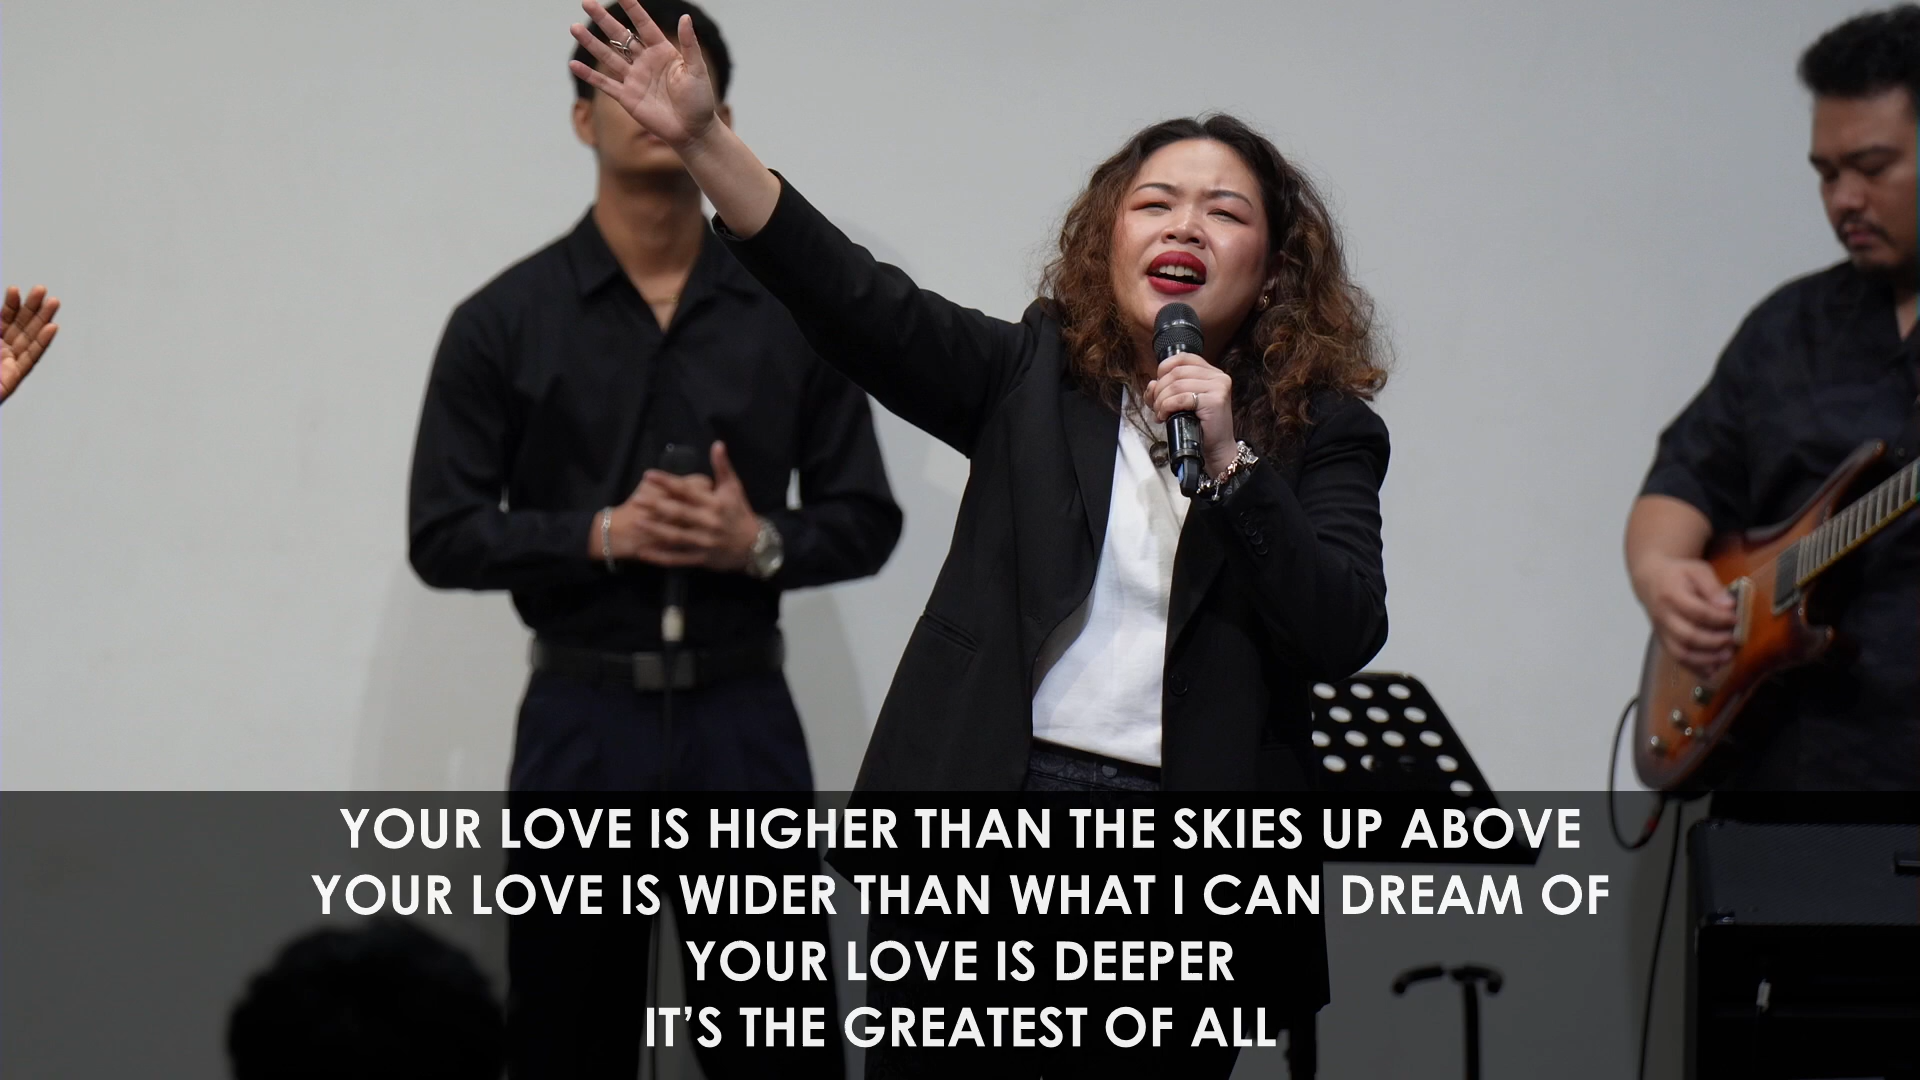 YOUR LOVE IS HIGHER THAN THE SKIES UP ABOVE
YOUR LOVE IS WIDER THAN WHAT I CAN DREAM OF
YOUR LOVE IS DEEPER
IT’S THE GREATEST OF ALL